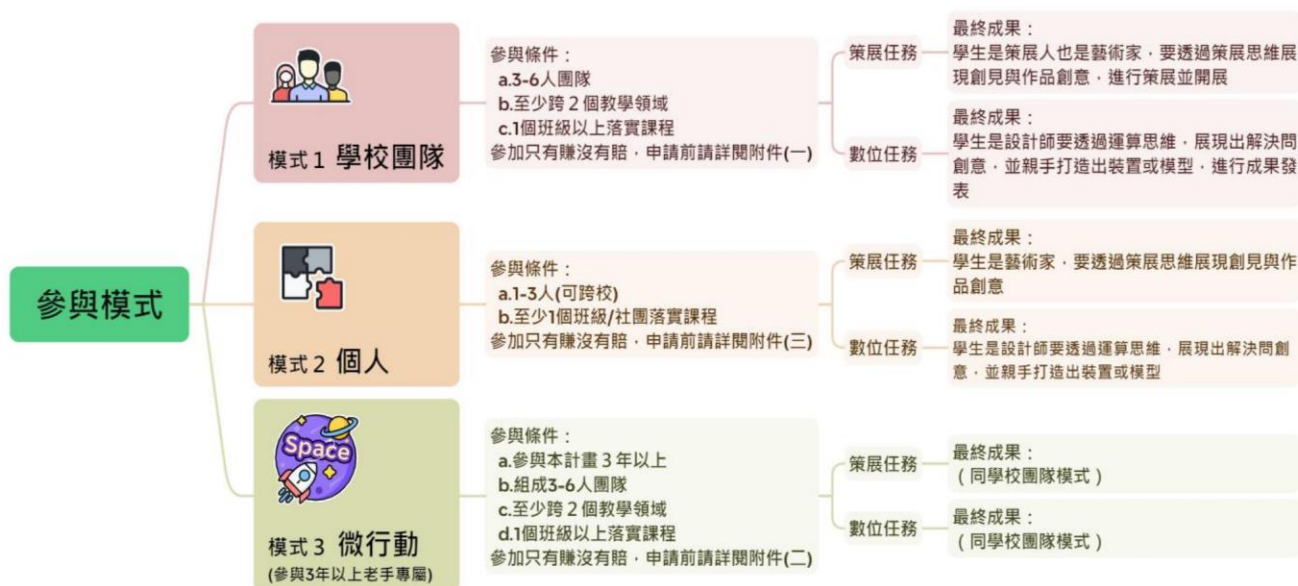 參與模式
模式 1 學校團隊
參與條件：
a.3-6人團隊
b.至少跨 2 個教學領域
c.1個班級以上落實課程
參加只有賺沒有賠，申請前請詳閱附件(一)
策展任務
最終成果：
學生是策展人也是藝術家，要透過策展思維展
現創見與作品創意，進行策展並開展
數位任務
最終成果：
學生是設計師要透過運算思維，展現出解決問
創意，並親手打造出裝置或模型，進行成果發
表
模式 2 個人
參與條件：
a.1-3人(可跨校)
b.至少1個班級/社團落實課程
參加只有賺沒有賠，申請前請詳閱附件(三)
策展任務
最終成果：
學生是藝術家，要透過策展思維展現創見與作
品創意
數位任務
最終成果：
學生是設計師要透過運算思維，展現出解決問創
意，並親手打造出裝置或模型
Space
模式 3 微行動
(參與3年以上老手專屬)
參與條件：
a.參與本計畫 3 年以上
b.組成3-6人團隊
c.至少跨 2 個教學領域
d.1個班級以上落實課程
參加只有賺沒有賠，申請前請詳閱附件(二)
策展任務
最終成果：
（同學校團隊模式）
數位任務
最終成果：
（同學校團隊模式）